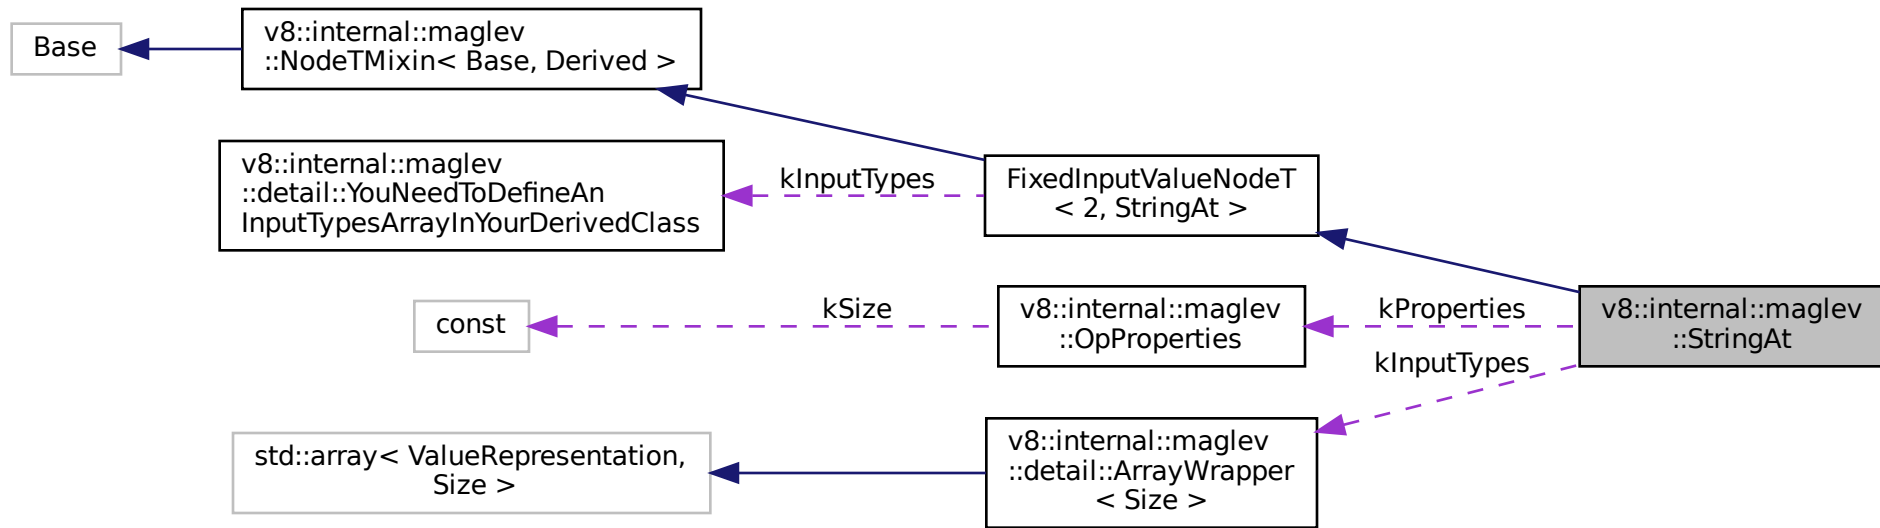 Base
v8::internal::maglev
::NodeTMixin< Base, Derived >
v8::internal::maglev
::detail::YouNeedToDefineAn
InputTypesArrayInYourDerivedClass
kInputTypes
FixedInputValueNodeT
< 2, StringAt >
const
kSize
v8::internal::maglev
::OpProperties
kProperties
v8::internal::maglev
::StringAt
kInputTypes
std::array< ValueRepresentation,
Size >
v8::internal::maglev
::detail::ArrayWrapper
< Size >